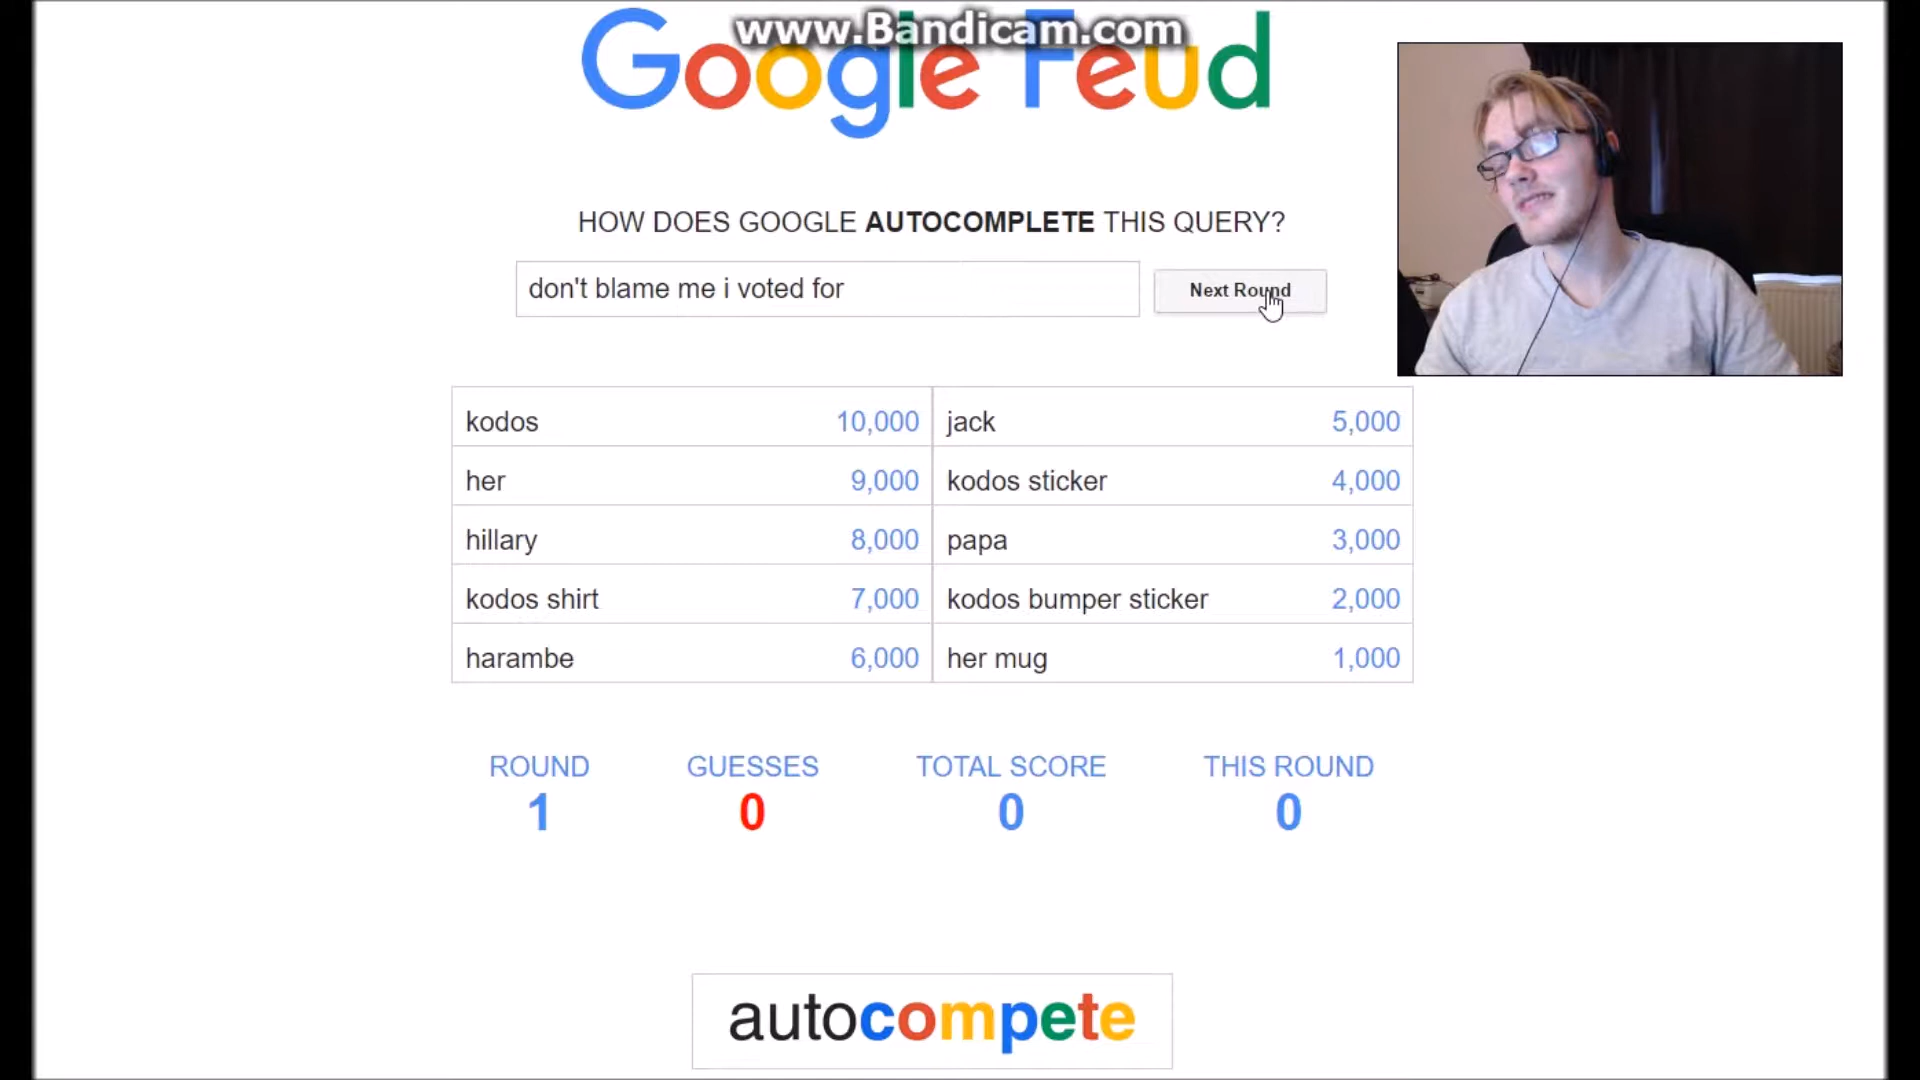 www.Bandicam.com
Google Feud
HOW DOES GOOGLE AUTOCOMPLETE THIS QUERY?
don't blame me i voted for
Next Round
kodos 10,000 jack 5,000
her 9,000 kodos sticker 4,000
hillary 8,000 papa 3,000
kodos shirt 7,000 kodos bumper sticker 2,000
harambe 6,000 her mug 1,000
ROUND GUESSES TOTAL SCORE THIS ROUND
1 0 0 0
autocompete